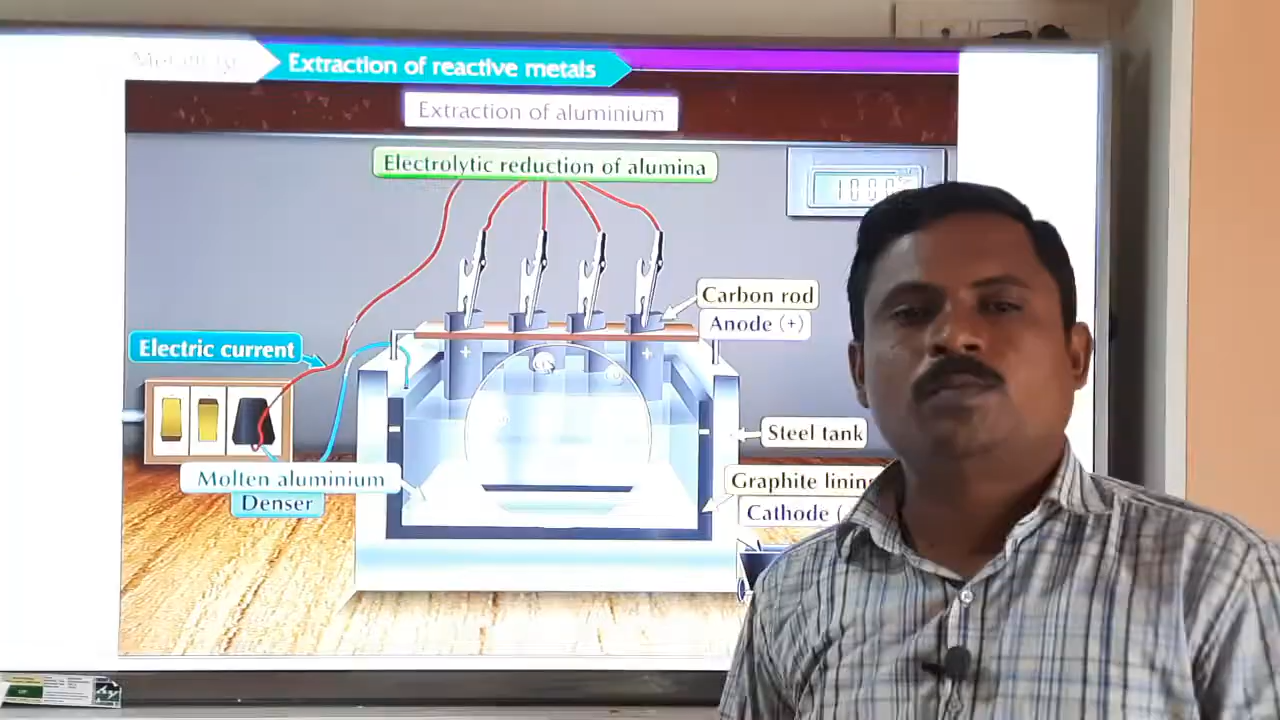 Extraction of reactive metals
Extraction of aluminium
Electrolytic reduction of alumina
Carbon rod
Anode (+)
Electric current
+
+
Steel tank
Molten aluminium
Denser
Graphite
Cathode (